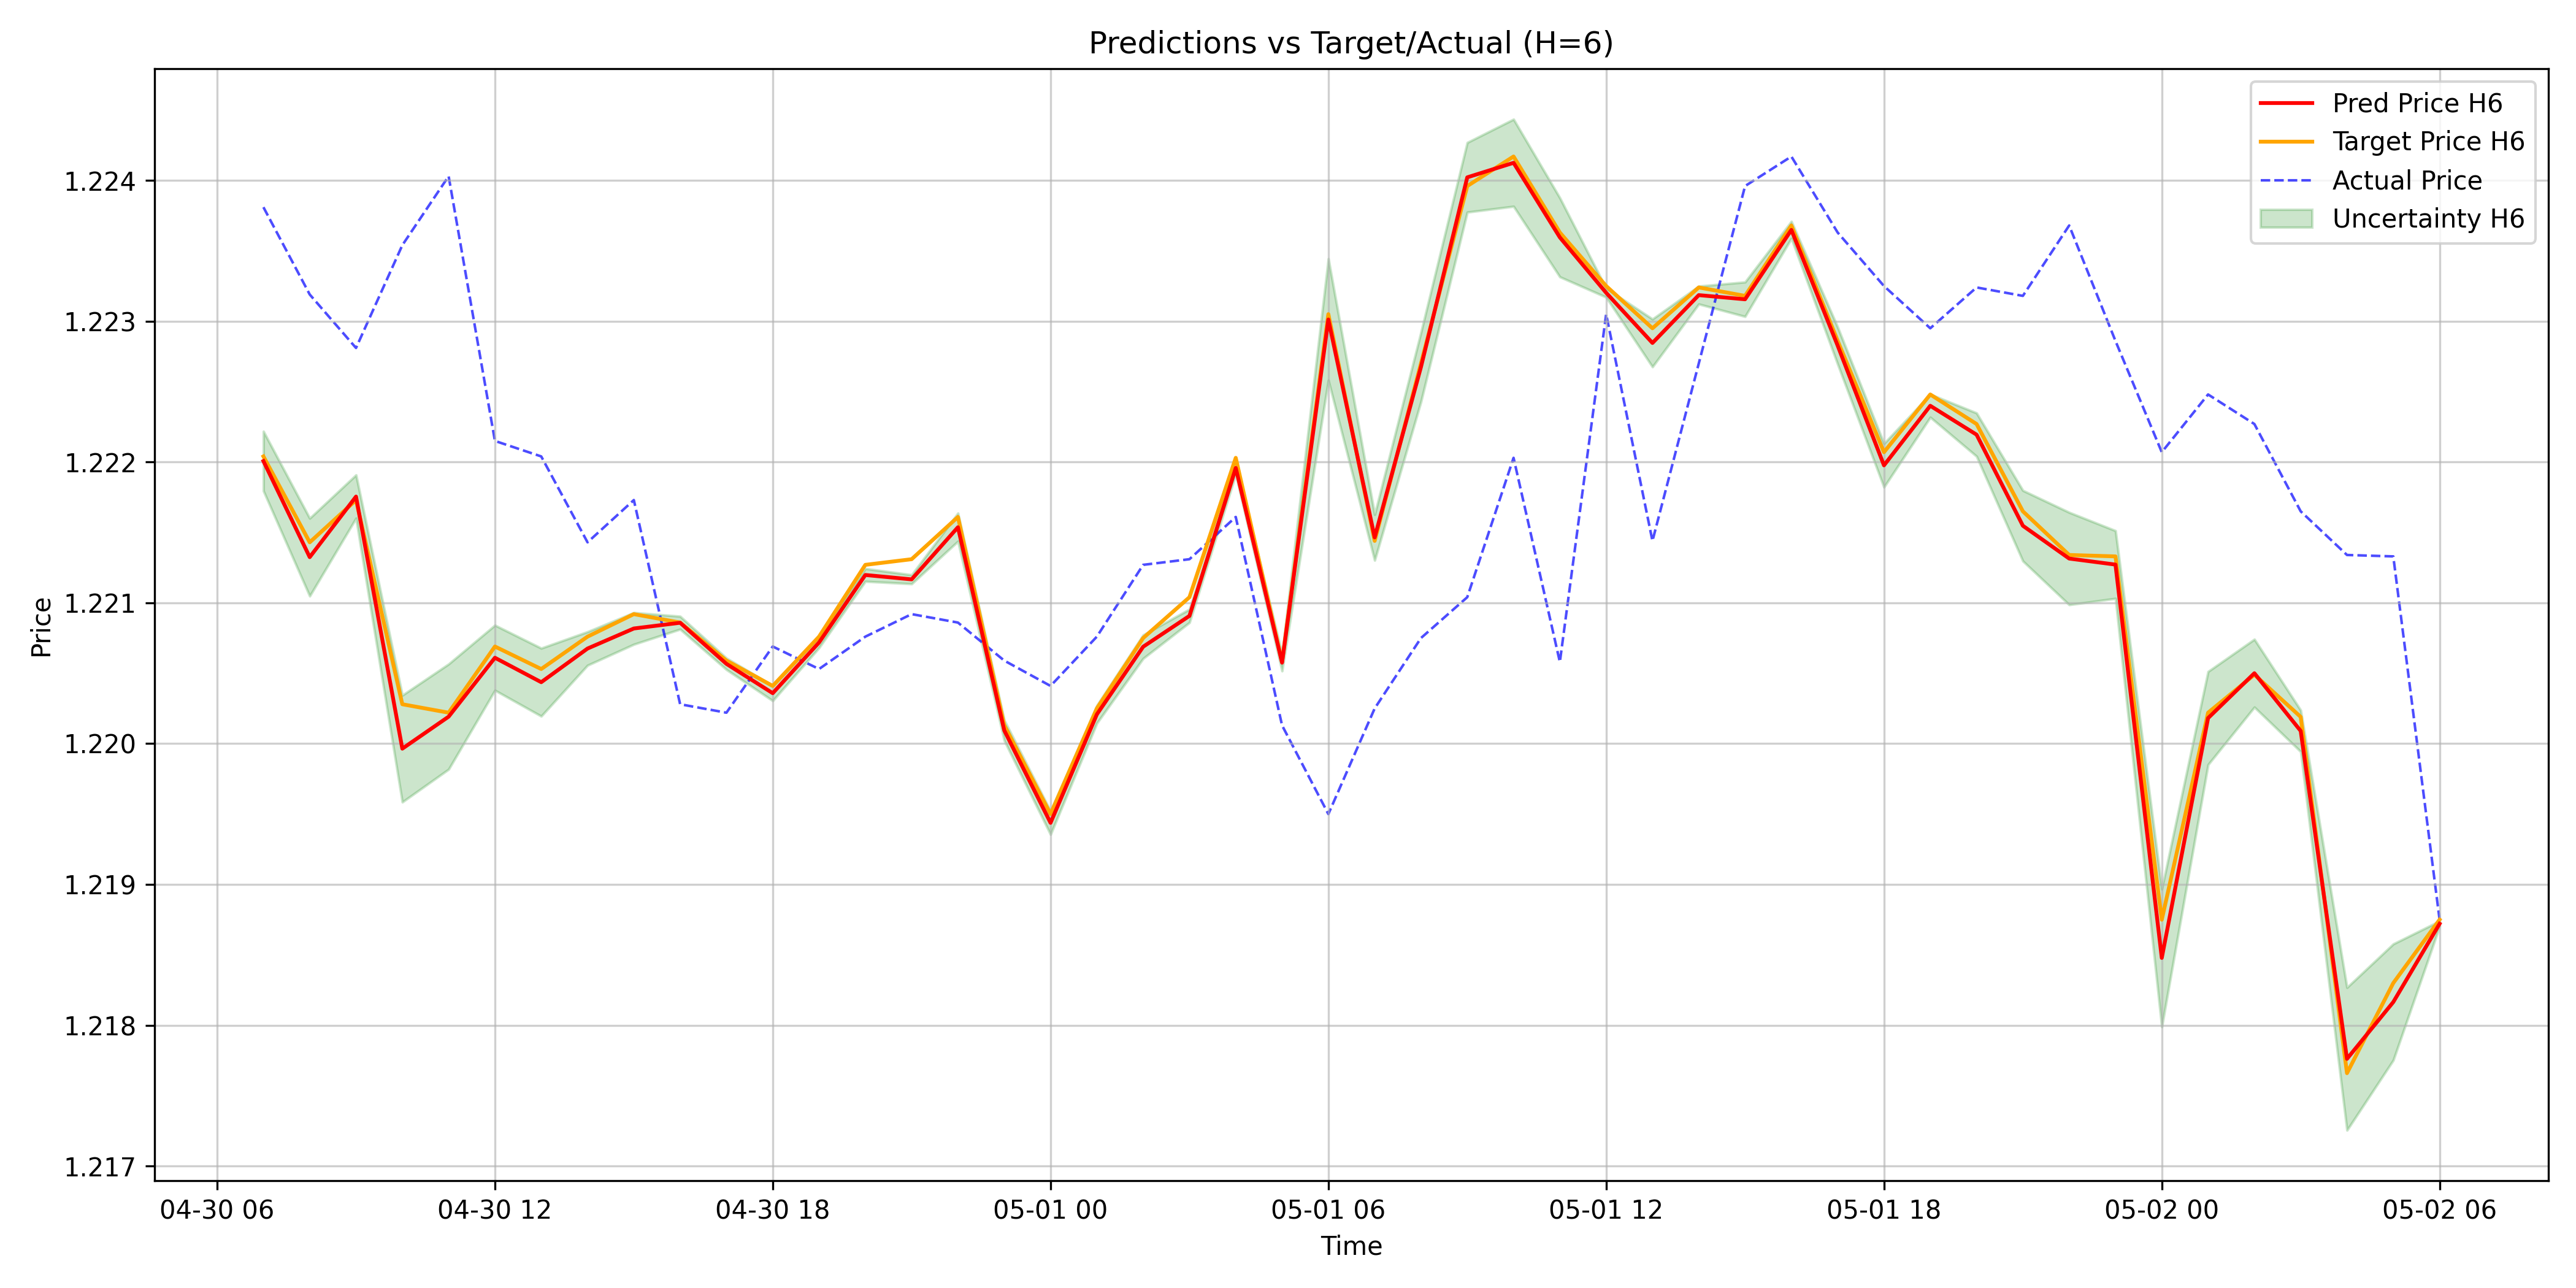 Predictions vs Target/Actual (H=6)
Pred Price H6
Target Price H6
Actual Price
Uncertainty H6
Price
1.224
1.223
1.222
1.221
1.220
1.219
1.218
1.217
04-30 06
04-30 12
04-30 18
05-01 00
05-01 06
05-01 12
05-01 18
05-02 00
05-02 06
Time